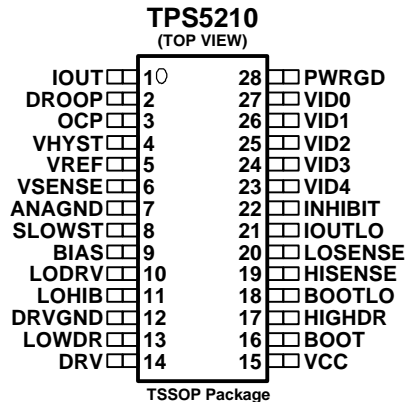 TPS5210
(TOP VIEW)
IOUT 1 28 PWRGD
DROOP 2 27 VID0
OCP 3 26 VID1
VHYST 4 25 VID2
VREF 5 24 VID3
VSENSE 6 23 VID4
ANAGND 7 22 INHIBIT
SLOWST 8 21 IOUTLO
BIAS 9 20 LOSENSE
LODRV 10 19 HISENSE
LOHIB 11 18 BOOTLO
DRVGND 12 17 HIGHDR
LOWDR 13 16 BOOT
DRV 14 15 VCC
TSSOP Package